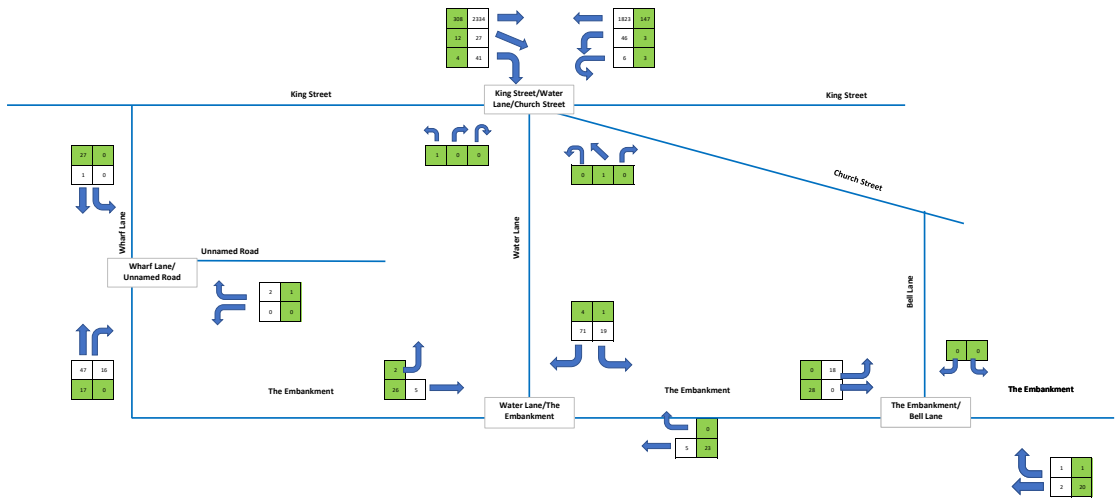 308 2334
12 27
4 41
1823 147
46 3
6 3
King Street
King Street/Water
Lane/Church Street
King Street
27 0
1 0
1 0 0
0 1 0
Church Street
Wharf Lane
Unnamed Road
Water Lane
Wharf Lane/
Unnamed Road
Bell Lane
2 1
0 0
4 1
71 19
0 0
47 16
17 0
The Embankment
2
26 5
The Embankment
0 18
28 0
The Embankment
Water Lane/The
Embankment
The Embankment/
Bell Lane
0
5 23
1 1
2 20